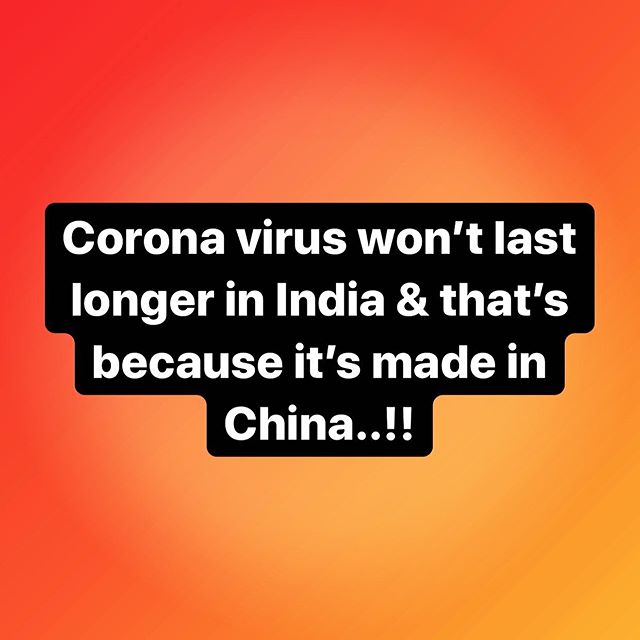 Corona virus won’t last
longer in India & that’s
because it’s made in
China..!!